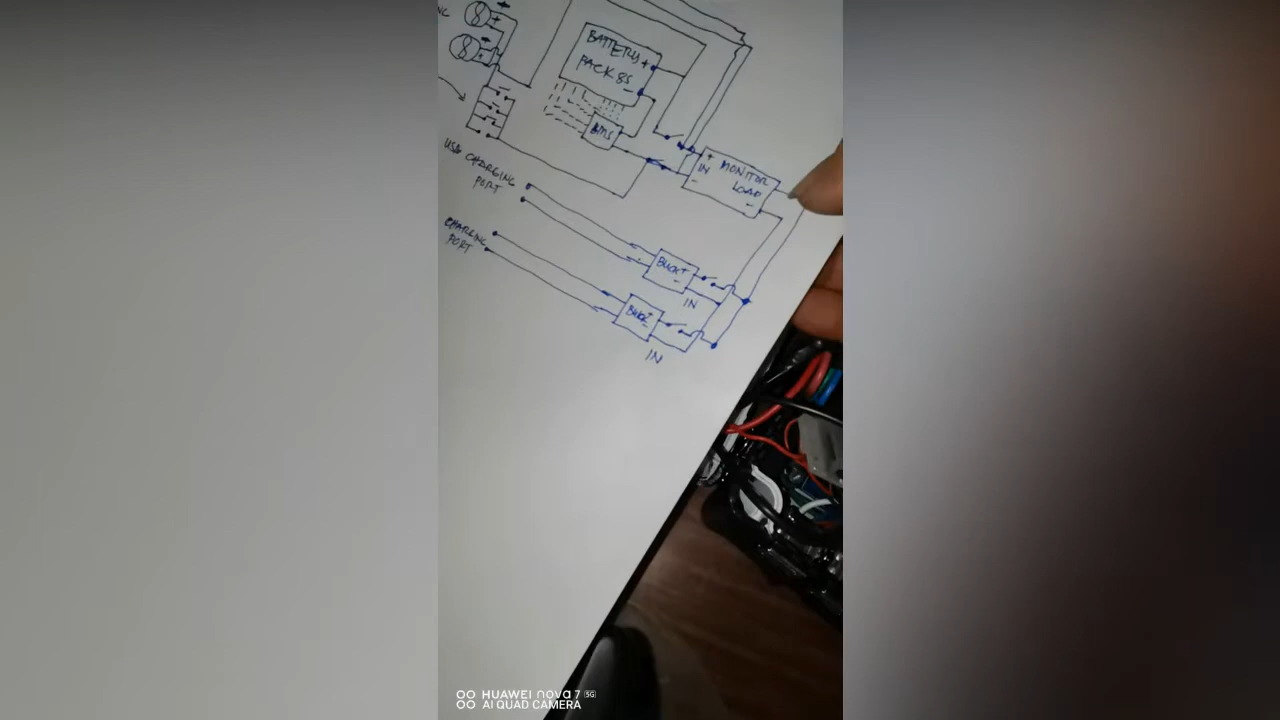 BATTERY +
PACK 8S
-
BMS
+
IN
-
MONITOR
LOAD
-
USB CHARGING
PORT
CHARGING
PORT
BUCK
-
IN
BUCK
IN
HUAWEI nova 7 5G
AI QUAD CAMERA